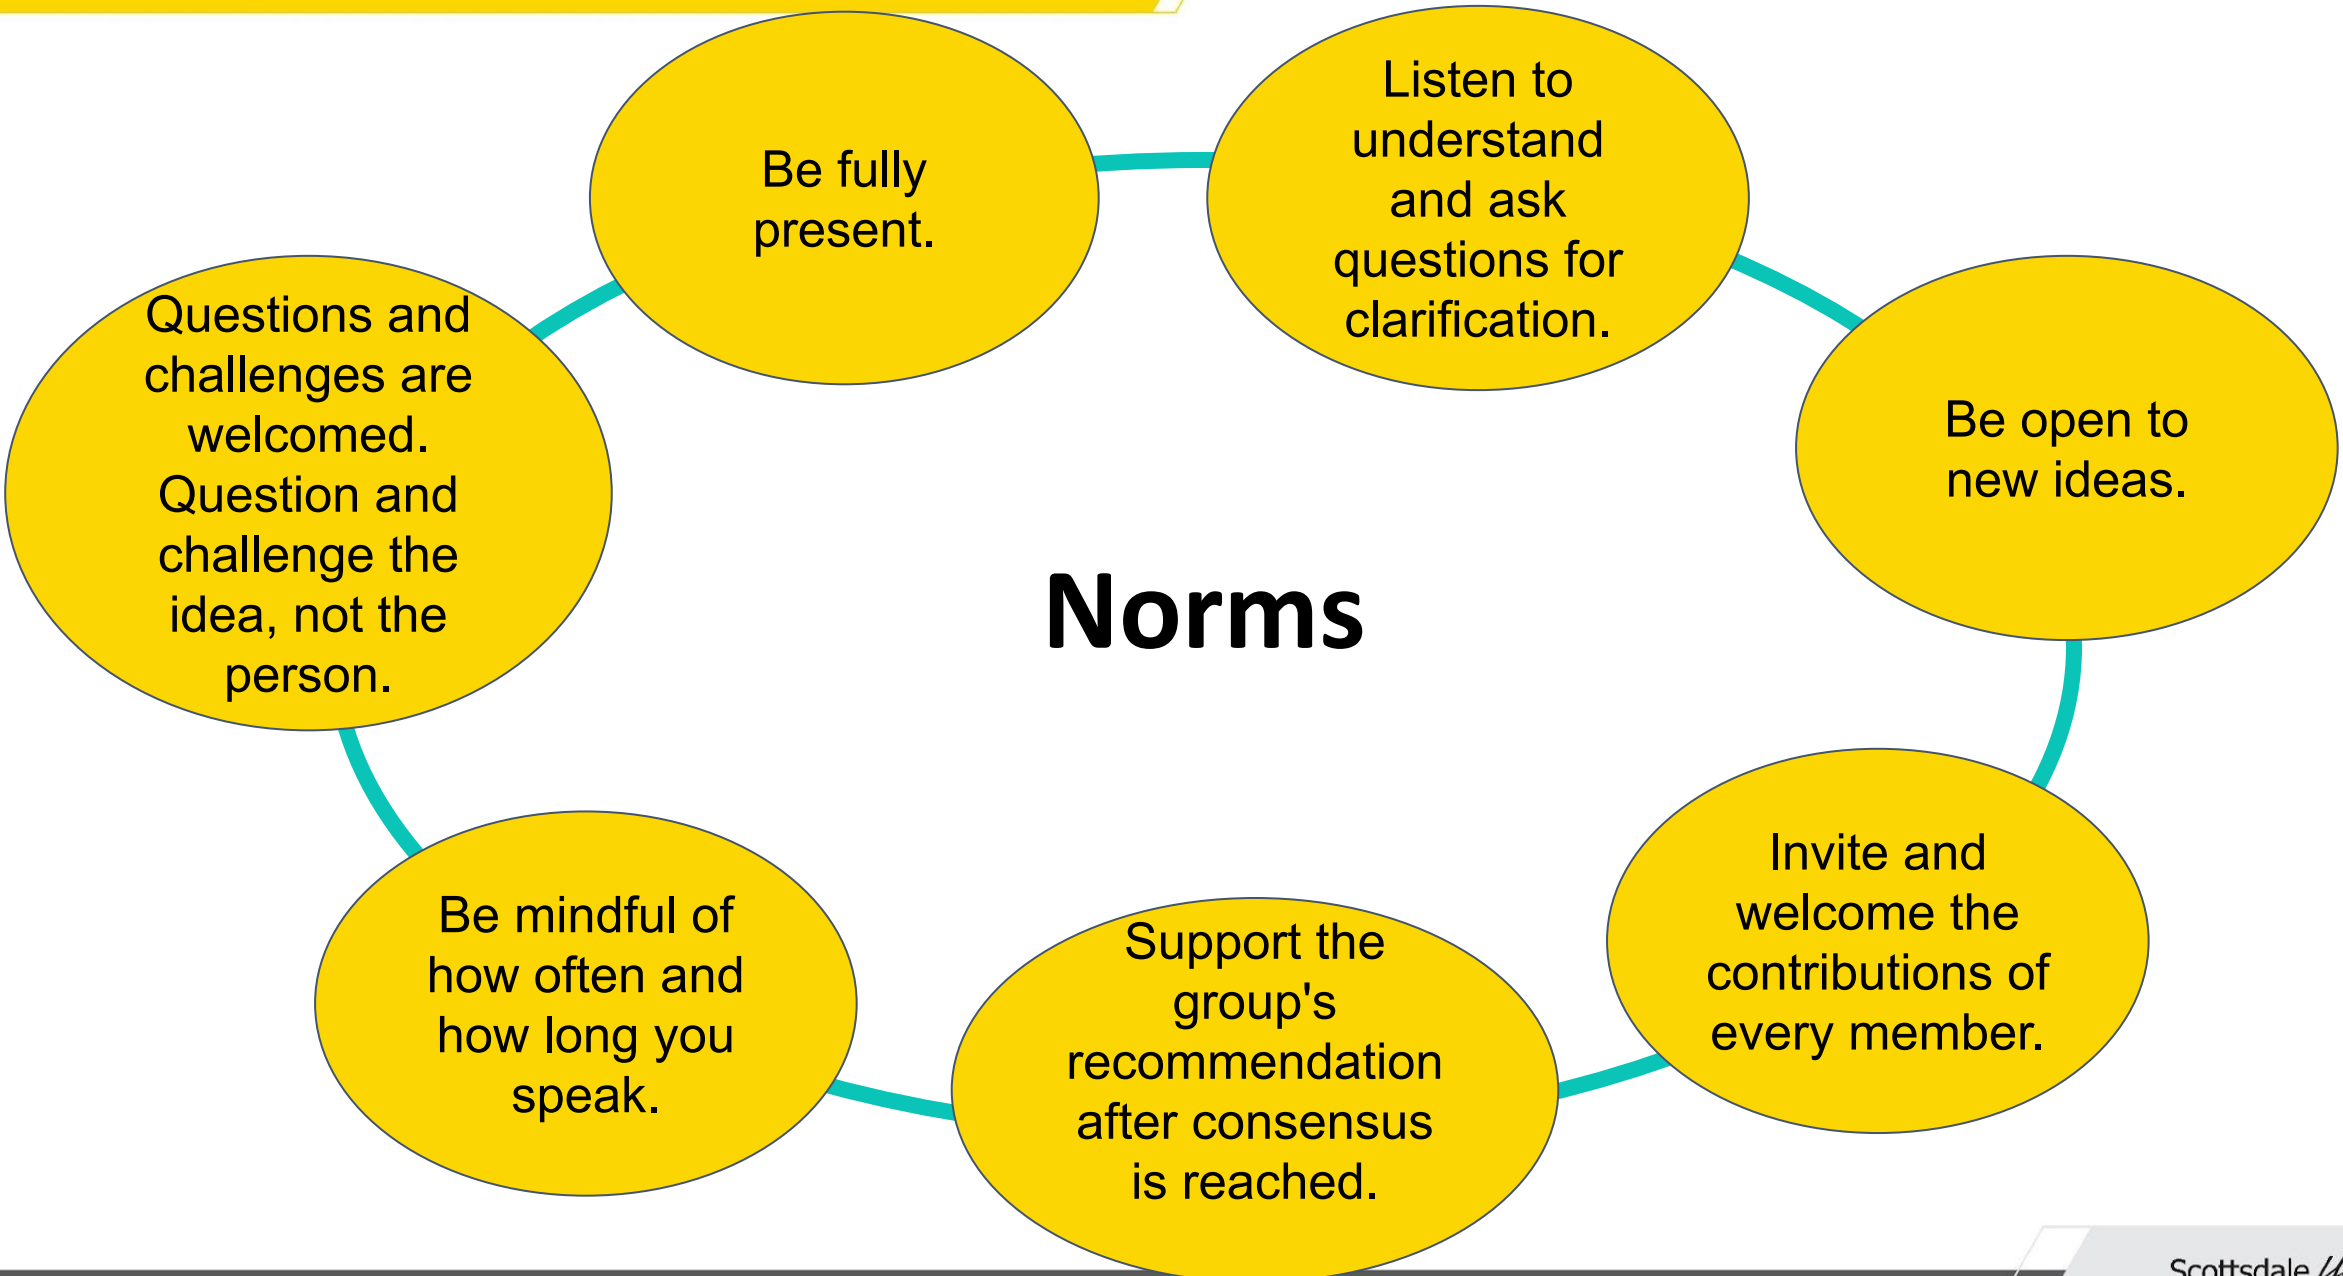 Be fully
present.
Listen to
understand
and ask
questions for
clarification.
Be open to
new ideas.
Invite and
welcome the
contributions of
every member.
Support the
group's
recommendation
after consensus
is reached.
Be mindful of
how often and
how long you
speak.
Questions and
challenges are
welcomed.
Question and
challenge the
idea, not the
person.
Norms
Scottsdale